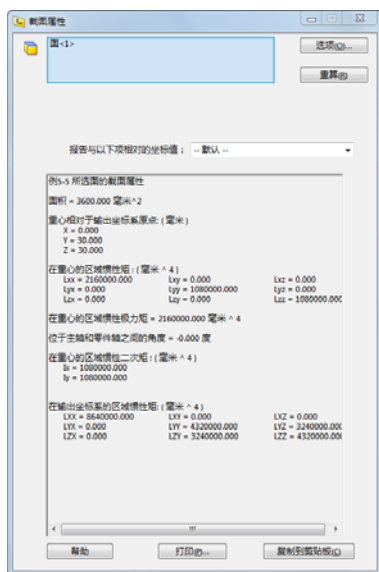 截面属性
面<1>
选项(O)...
重算(R)
报告与以下项相对的坐标值： -- 默认 --
例5-5 所选面的截面属性
面积 = 3600.000 毫米^2
重心相对于输出坐标系原点: ( 毫米 )
X = 0.000
Y = 30.000
Z = 30.000
在重心的区域惯性矩: ( 毫米 ^ 4 )
Lxx = 2160000.000 Lxy = 0.000 Lxz = 0.000
Lyx = 0.000 Lyy = 1080000.000 Lyz = 0.000
Lzx = 0.000 Lzy = 0.000 Lzz = 1080000.000
在重心的区域惯性极力矩 = 2160000.000 毫米 ^ 4
位于主轴和零件轴之间的角度 = -0.000 度
在重心的区域惯性二次矩: ( 毫米 ^ 4 )
Ix = 1080000.000
Iy = 1080000.000
在输出坐标系的区域惯性矩: ( 毫米 ^ 4 )
LXX = 8640000.000 LXY = 0.000 LXZ = 0.000
LYX = 0.000 LYY = 4320000.000 LYZ = 3240000.00
LZX = 0.000 LZY = 3240000.000 LZZ = 4320000.00
帮助 打印(P)... 复制到剪贴板(C)